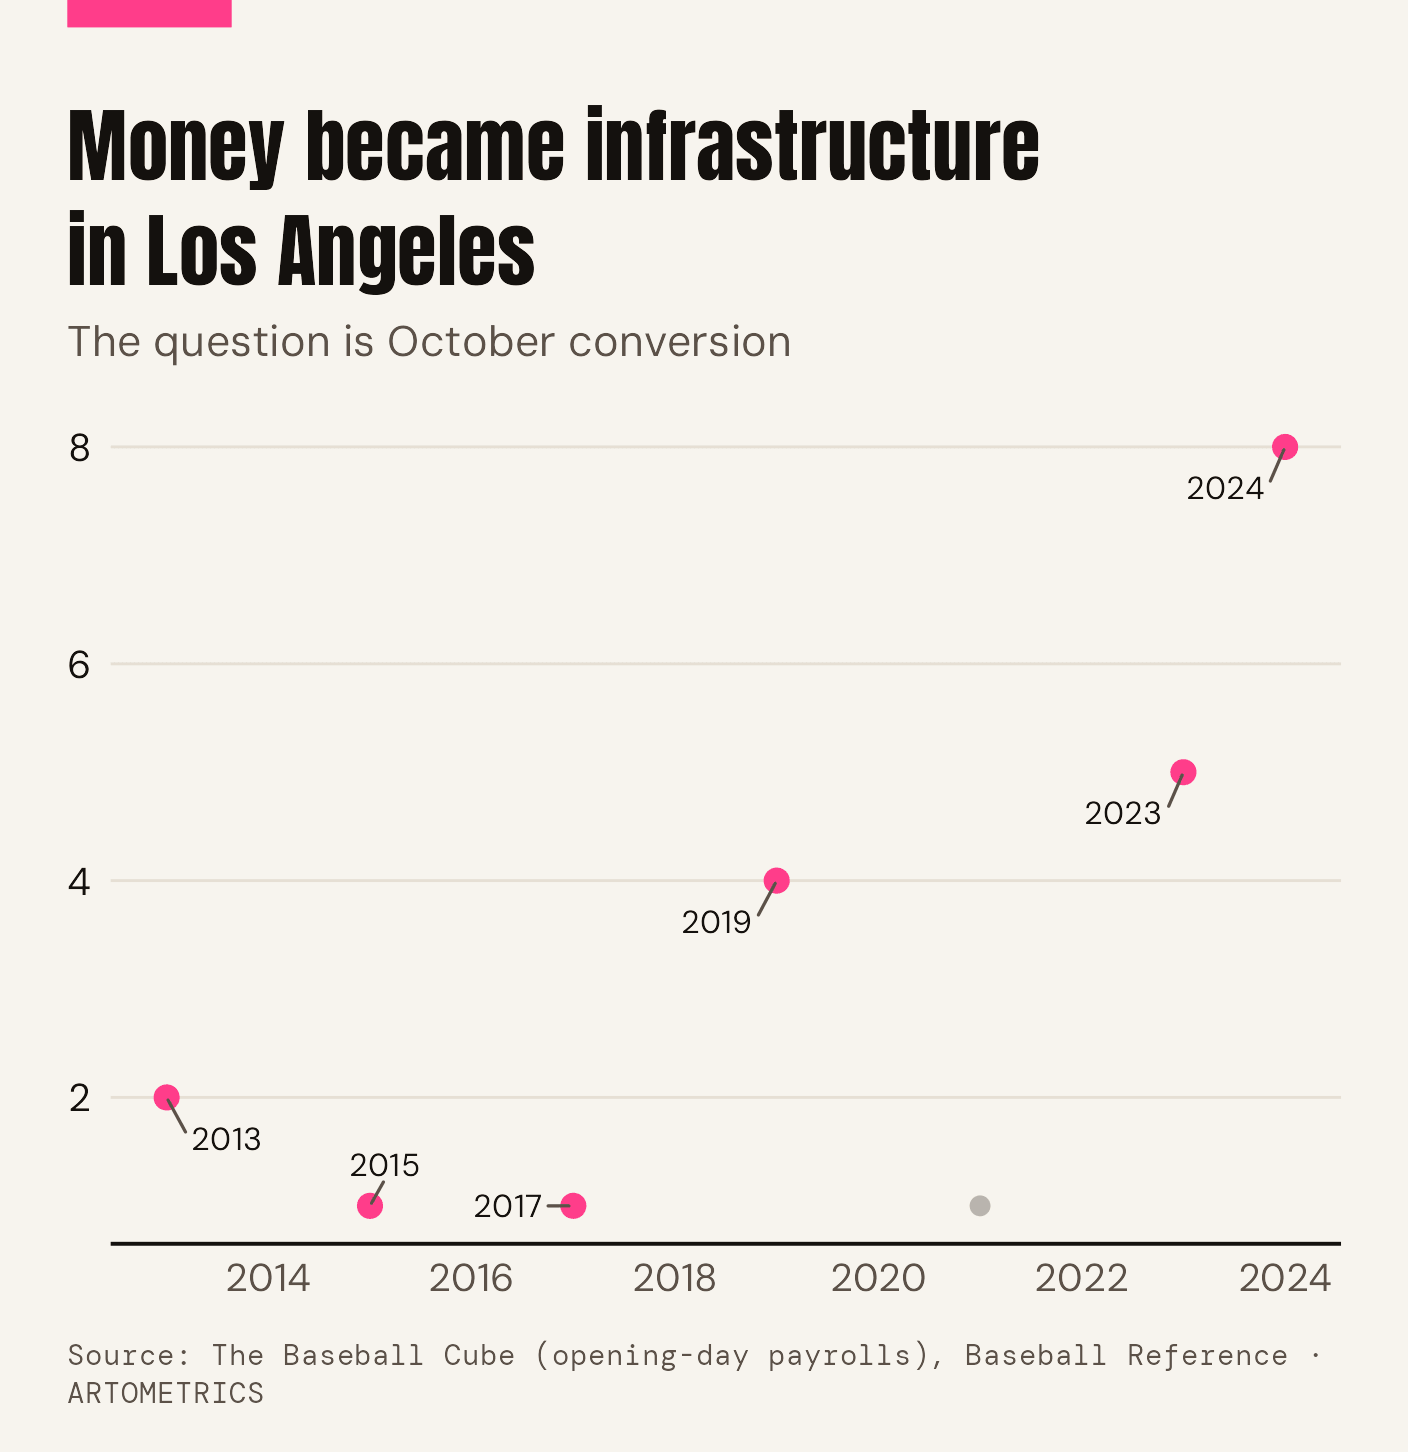 Money became infrastructure
in Los Angeles
The question is October conversion
8
2024
6
2023
4
2019
2
2013
2015
2017
2014 2016 2018 2020 2022 2024
Source: The Baseball Cube (opening-day payrolls), Baseball Reference ·
ARTOMETRICS